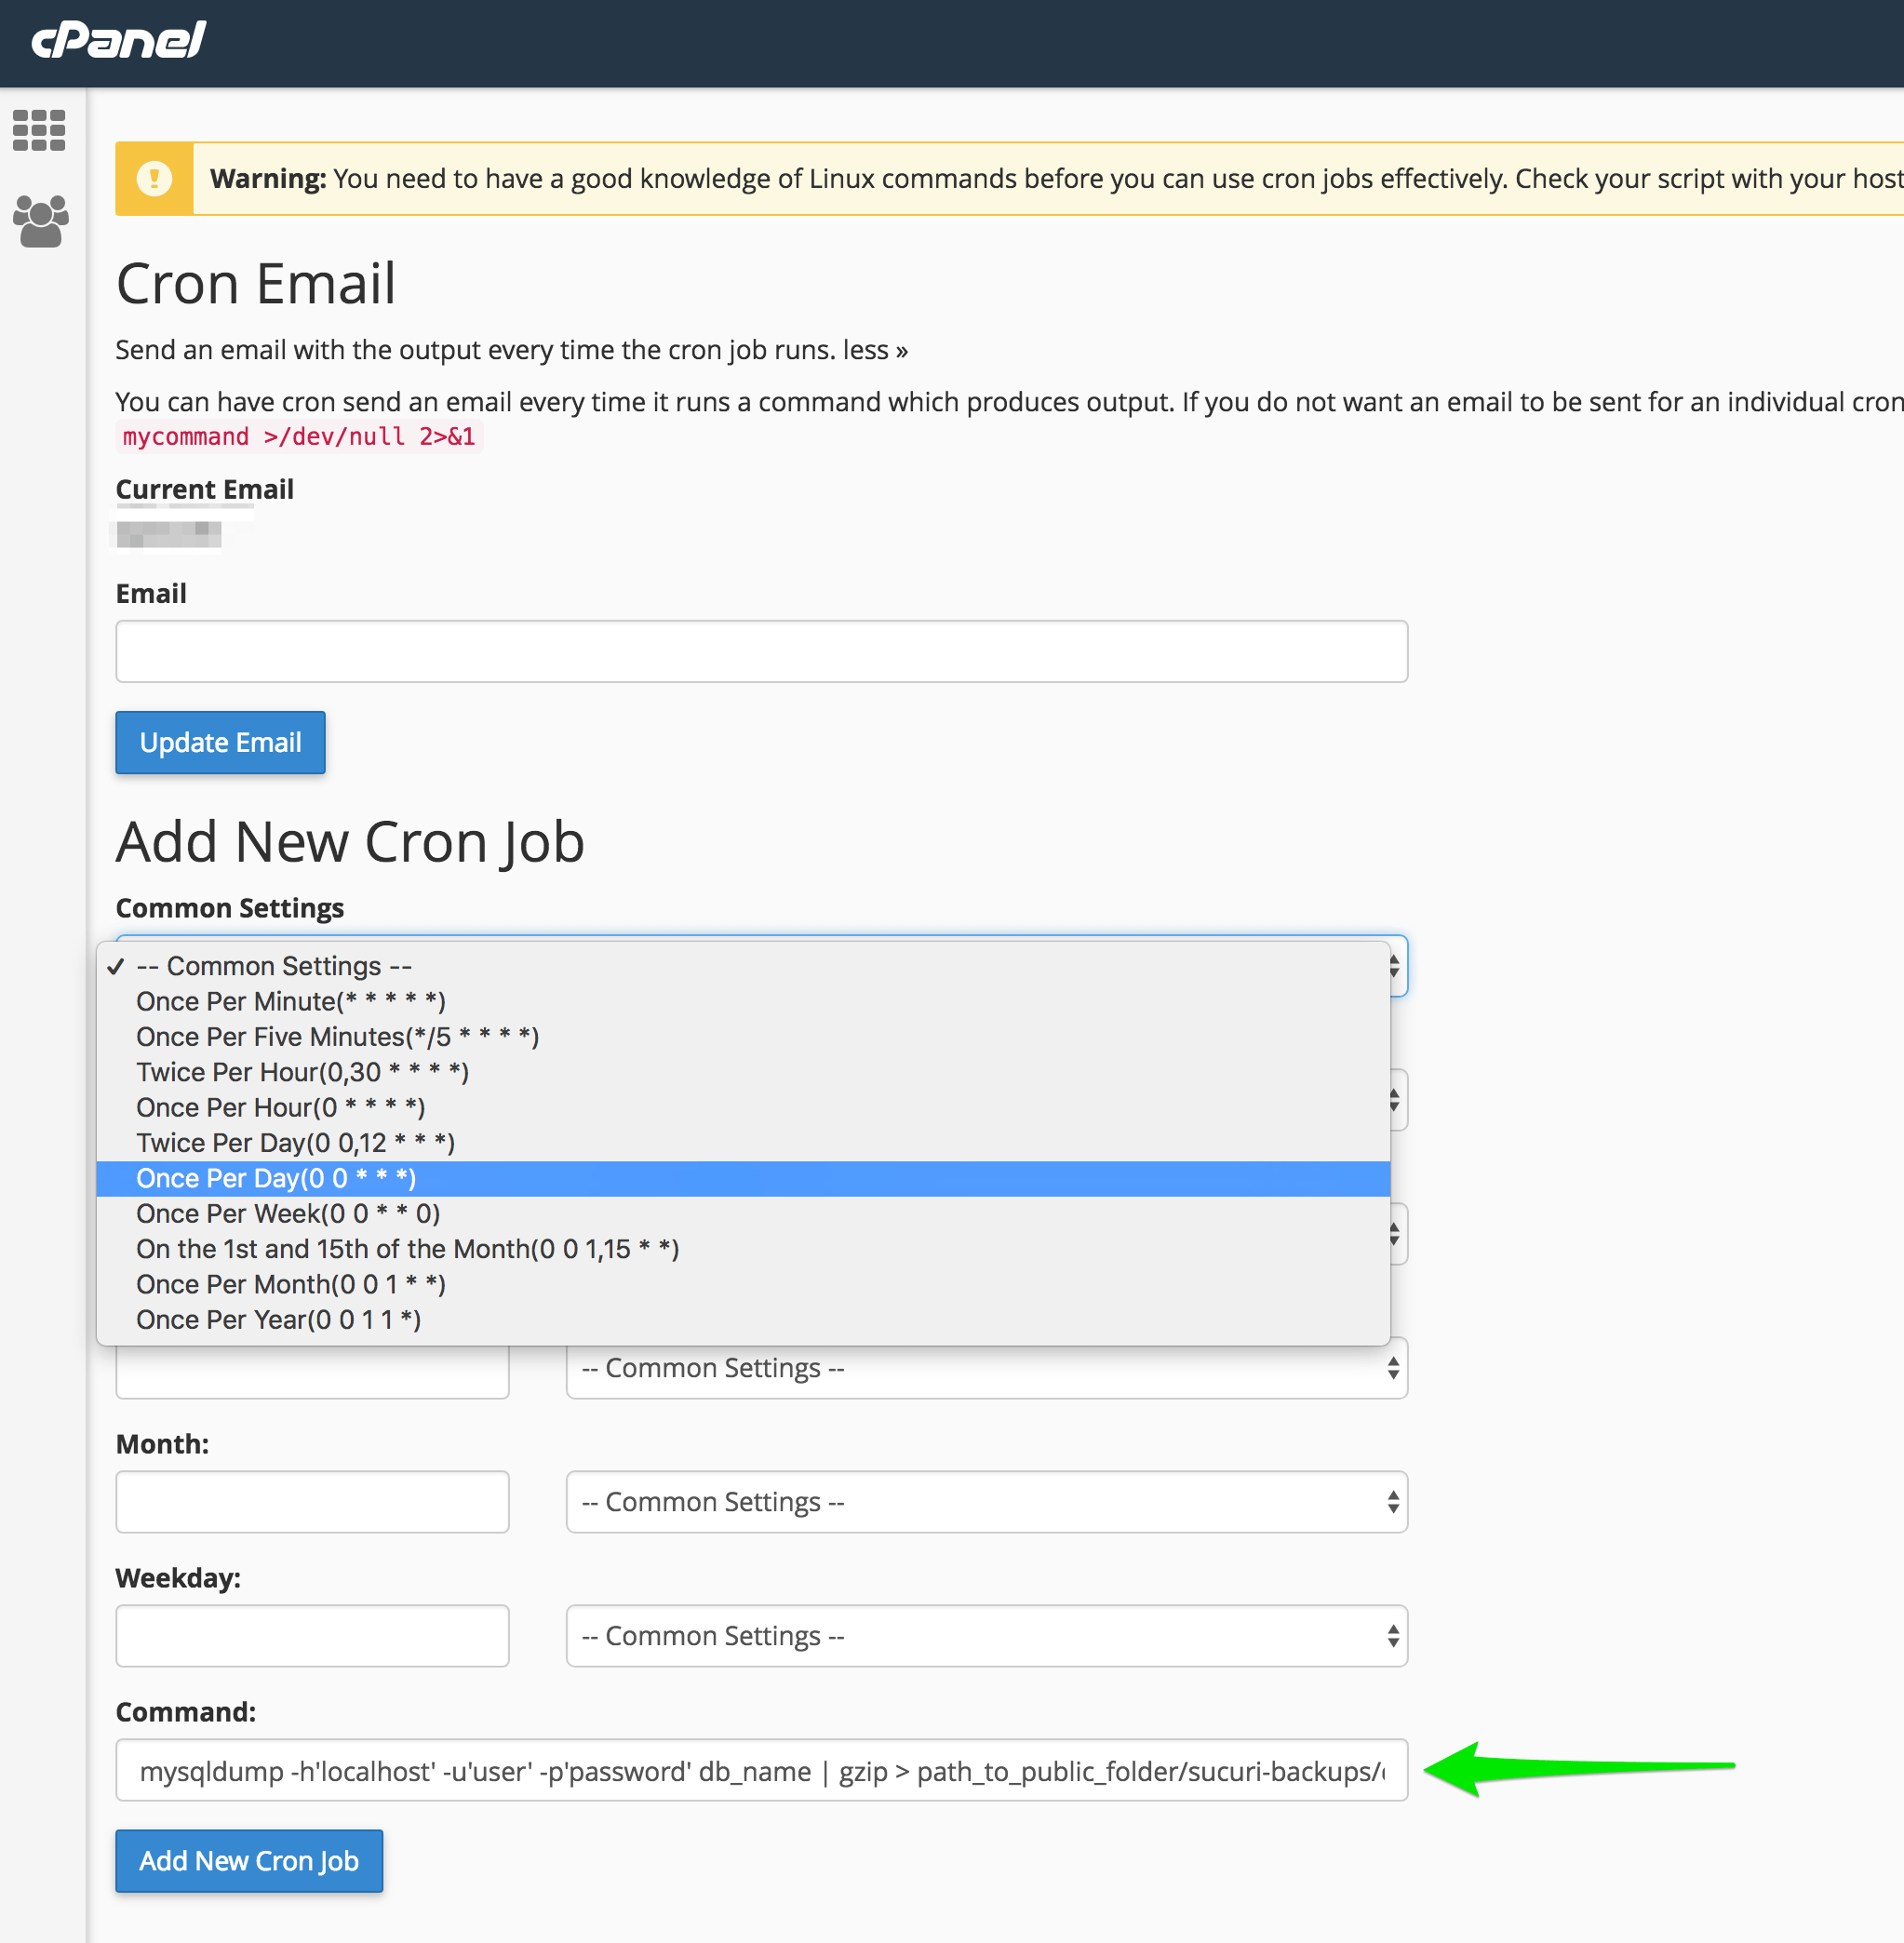 cPanel
Warning: You need to have a good knowledge of Linux commands before you can use cron jobs effectively. Check your script with your host
Cron Email
Send an email with the output every time the cron job runs. less »
You can have cron send an email every time it runs a command which produces output. If you do not want an email to be sent for an individual cron
mycommand >/dev/null 2>&1
Current Email
Email
Update Email
Add New Cron Job
Common Settings
✓ -- Common Settings --
Once Per Minute(* * * * *)
Once Per Five Minutes(*/5 * * * *)
Twice Per Hour(0,30 * * * *)
Once Per Hour(0 * * * *)
Twice Per Day(0 0,12 * * *)
Once Per Day(0 0 * * *)
Once Per Week(0 0 * * 0)
On the 1st and 15th of the Month(0 0 1,15 * *)
Once Per Month(0 0 1 * *)
Once Per Year(0 0 1 1 *)
-- Common Settings --
Month:
-- Common Settings --
Weekday:
-- Common Settings --
Command:
mysqldump -h'localhost' -u'user' -p'password' db_name | gzip > path_to_public_folder/sucuri-backups/
Add New Cron Job